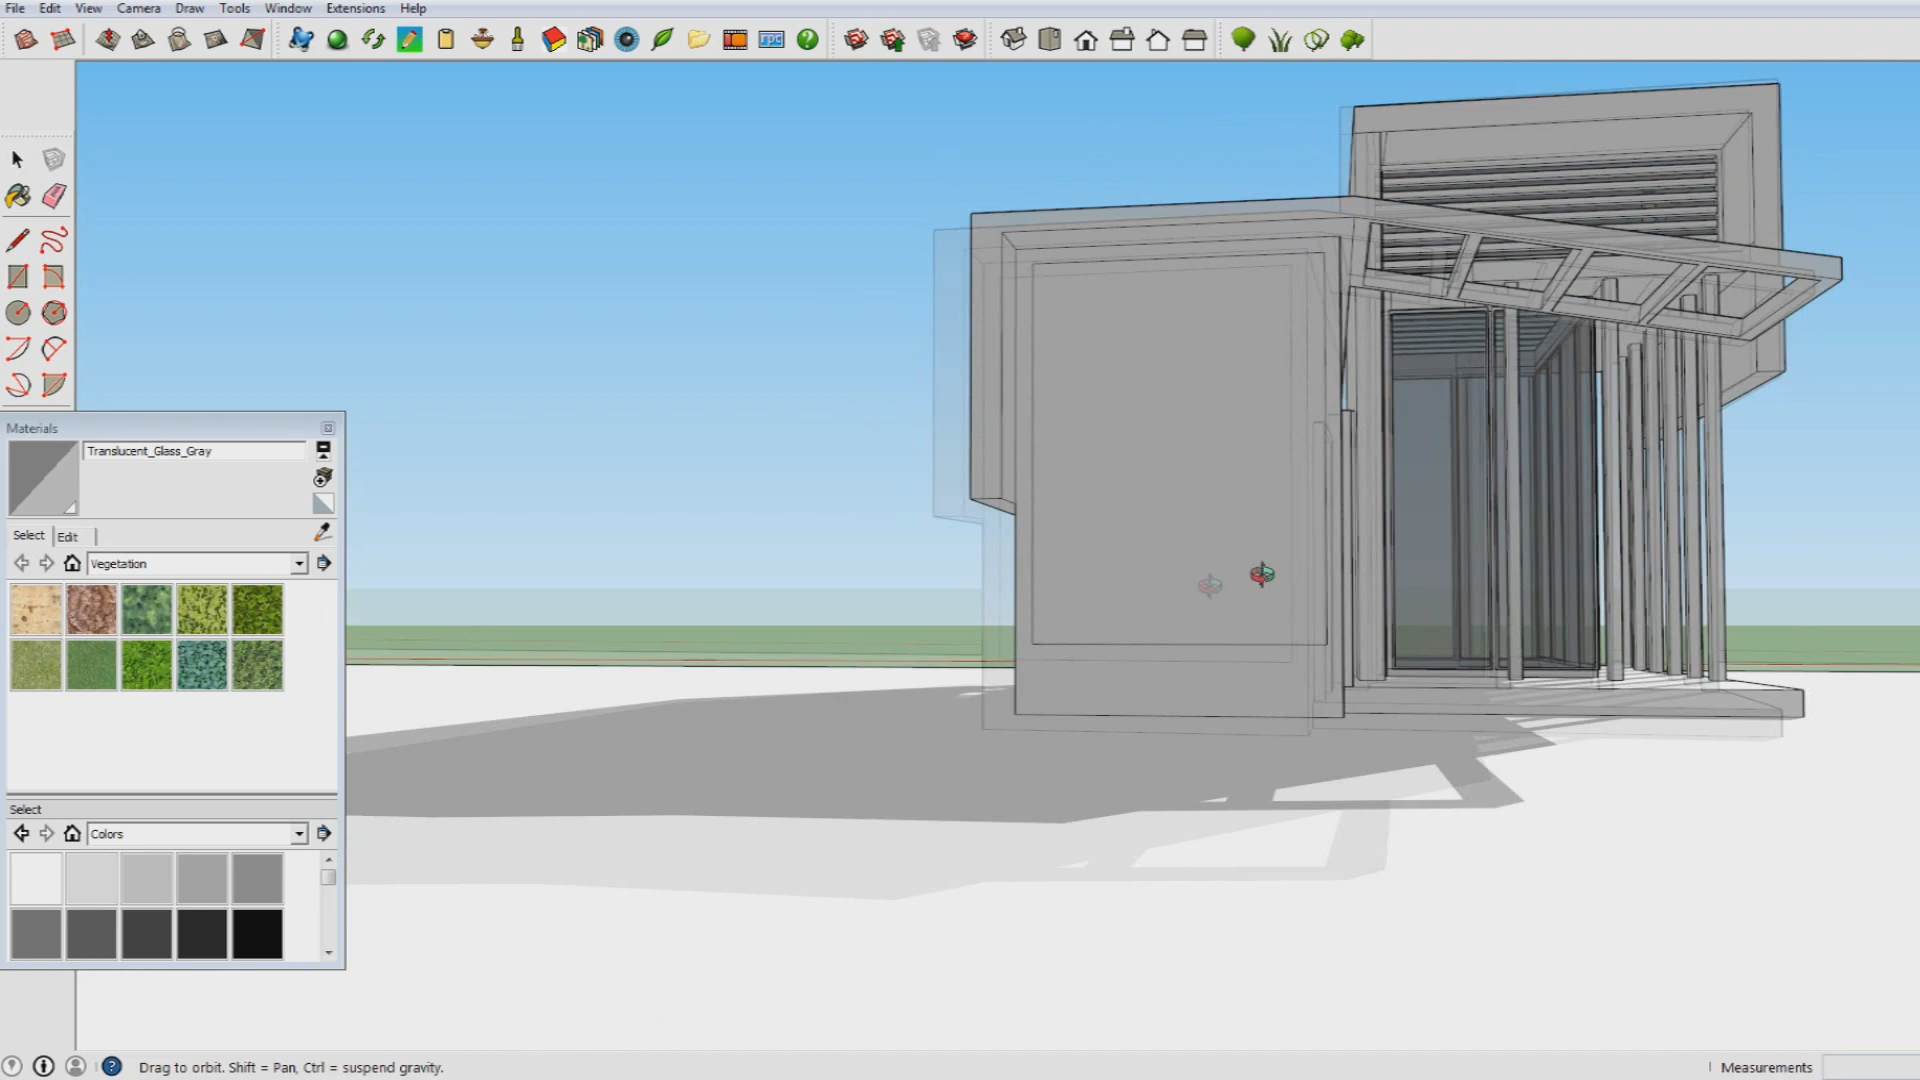 File Edit View Camera Draw Tools Window Extensions Help
Materials
Translucent_Glass_Gray
Select Edit
Vegetation
Select
Colors
Drag to orbit. Shift = Pan, Ctrl = suspend gravity.
Measurements